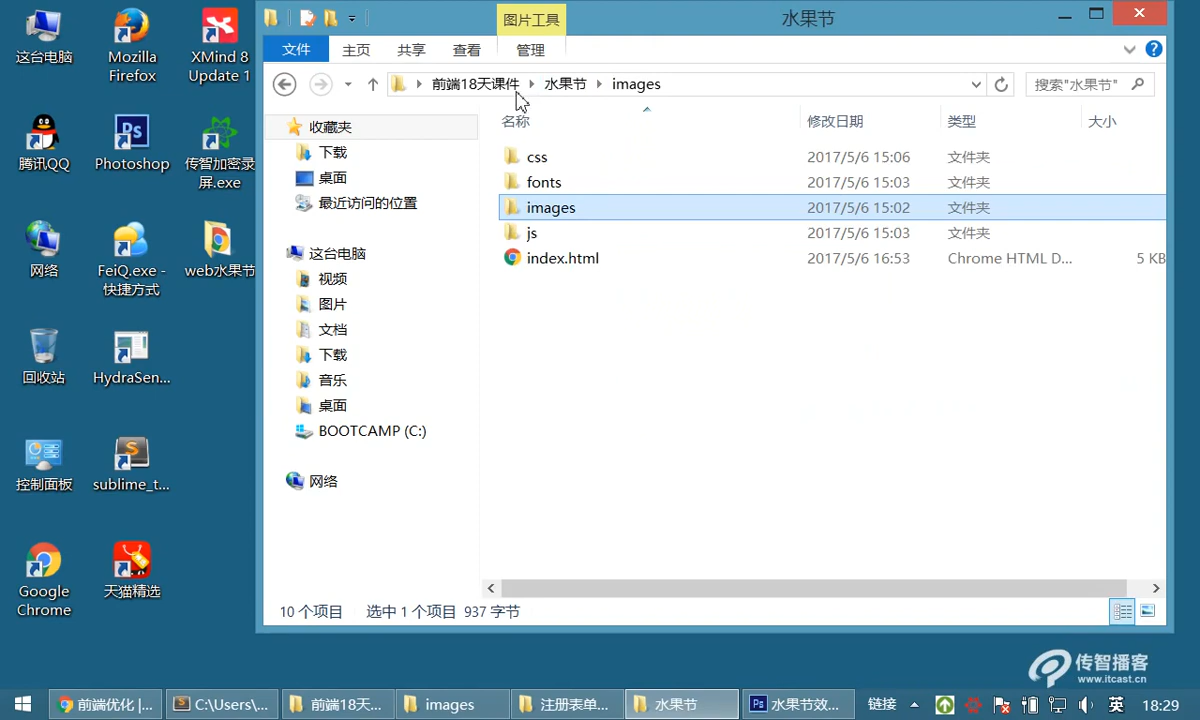 这台电脑
Mozilla
Firefox
XMind 8
Update 1
腾讯QQ
Photoshop
传智加密录
屏.exe
网络
FeiQ.exe -
快捷方式
web水果节
回收站
HydraSen...
控制面板
sublime_t...
Google
Chrome
天猫精选
图片工具
水果节
文件
主页
共享
查看
管理
前端18天课件
水果节
images
搜索"水果节"
收藏夹
下载
桌面
最近访问的位置
这台电脑
视频
图片
文档
下载
音乐
桌面
BOOTCAMP (C:)
网络
名称 修改日期 类型 大小
css 2017/5/6 15:06 文件夹
fonts 2017/5/6 15:03 文件夹
images 2017/5/6 15:02 文件夹
js 2017/5/6 15:03 文件夹
index.html 2017/5/6 16:53 Chrome HTML D... 5 KB
10 个项目 选中 1 个项目 937 字节
传智播客
www.itcast.cn
前端优化 |...
C:\Users\...
前端18天...
images
注册表单...
水果节
水果节效...
链接
英
18:29